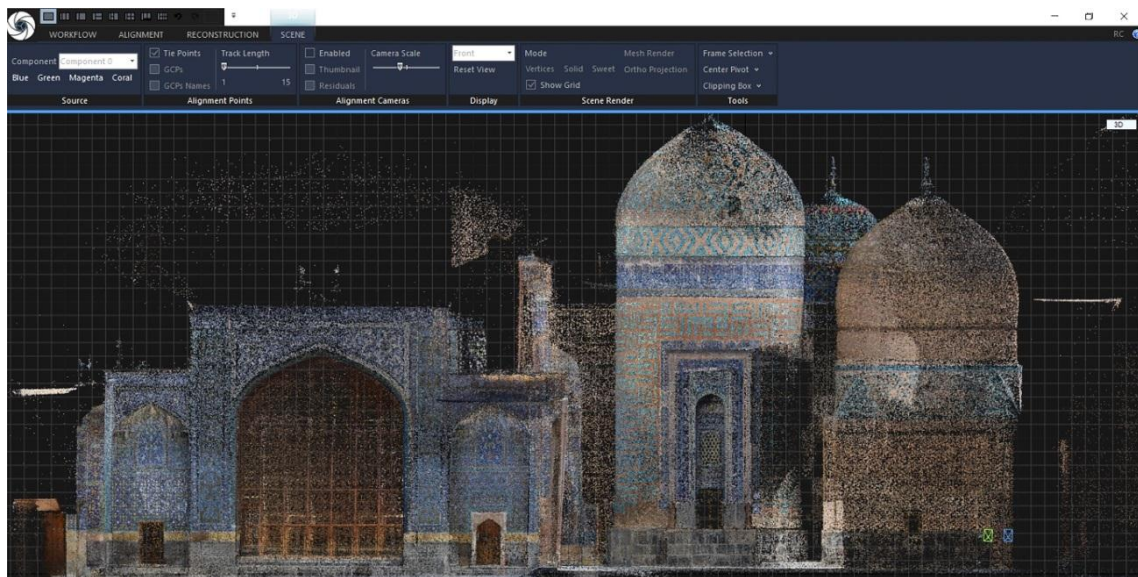 WORKFLOW ALIGNMENT RECONSTRUCTION SCENE RC
Component Component 0
Blue Green Magenta Coral
Source
Tie Points Track Length
GCPs
GCPs Names 1 15
Alignment Points
Enabled Camera Scale
Thumbnail
Residuals
Alignment Cameras
Front
Reset View
Display
Mode Mesh Render
Vertices Solid Sweet Ortho Projection
Show Grid
Scene Render
Frame Selection
Center Pivot
Clipping Box
Tools
3D